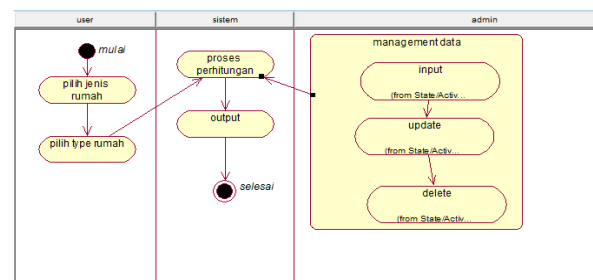 user
sistem
admin
mulai
pilih jenis
rumah
pilih type rumah
proses
perhitungan
output
selesai
management data
input
(from State/Activ...
update
(from State/Activ...
delete
(from State/Activ...